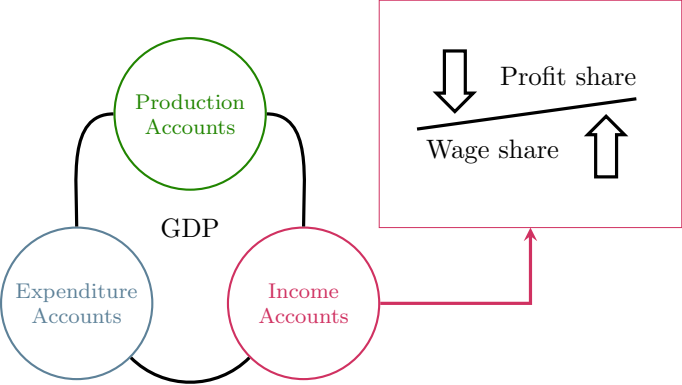 Production
Accounts
GDP
Expenditure
Accounts
Income
Accounts
Profit share
Wage share